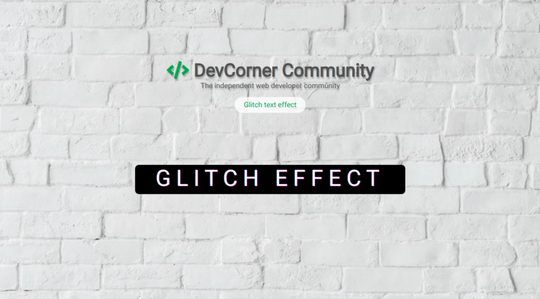 </> DevCorner Community
The independent web developer community
Glitch text effect
GLITCH EFFECT